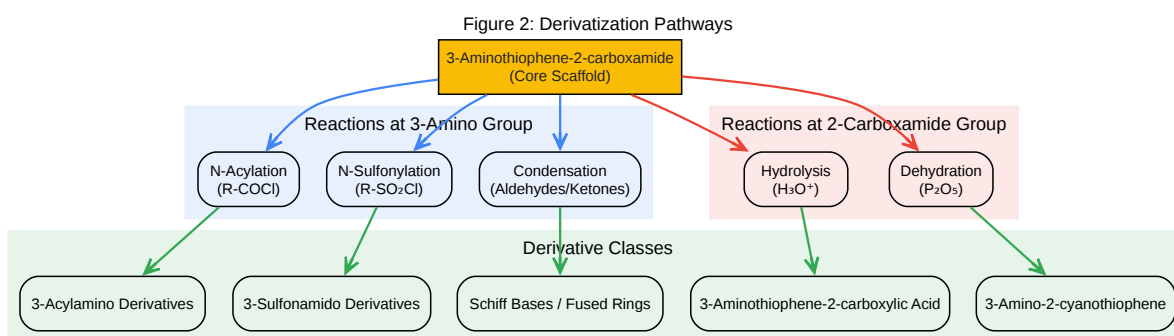 Figure 2: Derivatization Pathways
3-Aminothiophene-2-carboxamide
(Core Scaffold)
Reactions at 3-Amino Group
Reactions at 2-Carboxamide Group
N-Acylation
(R-COCl)
N-Sulfonylation
(R-SO₂Cl)
Condensation
(Aldehydes/Ketones)
Hydrolysis
(H₃O⁺)
Dehydration
(P₂O₅)
Derivative Classes
3-Acylamino Derivatives
3-Sulfonamido Derivatives
Schiff Bases / Fused Rings
3-Aminothiophene-2-carboxylic Acid
3-Amino-2-cyanothiophene